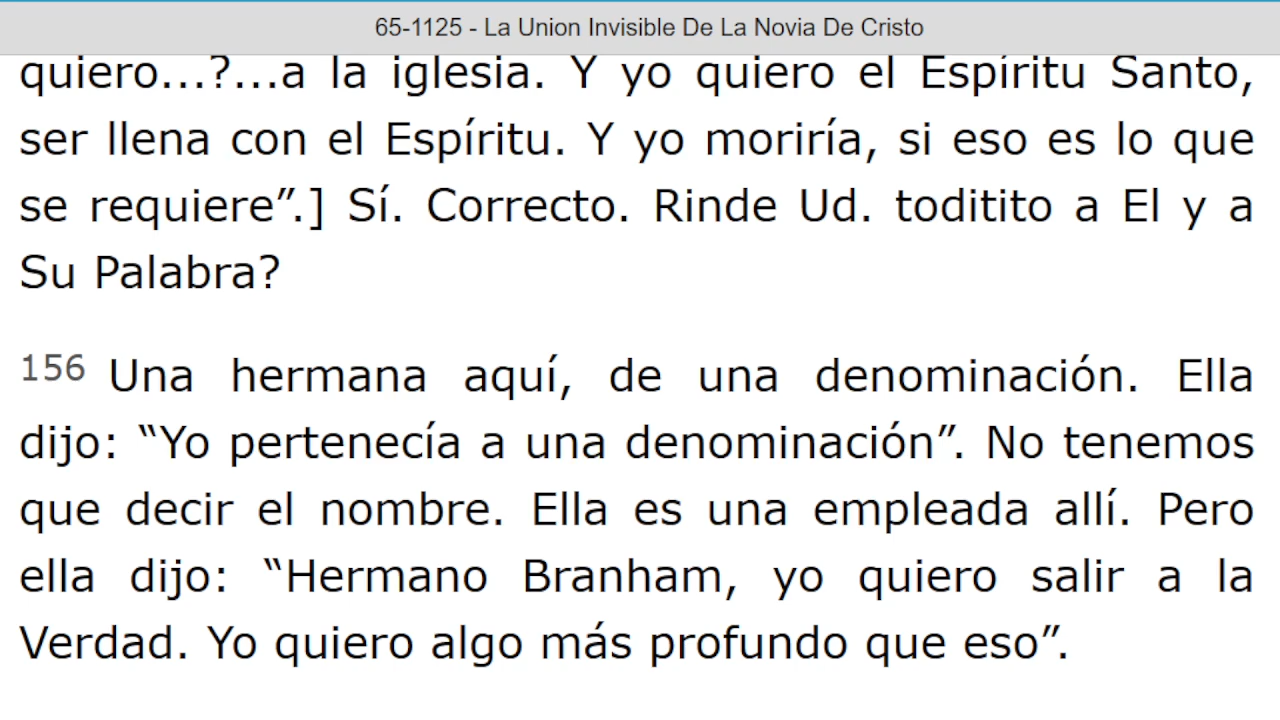 65-1125 - La Union Invisible De La Novia De Cristo
quiero...?...a la iglesia. Y yo quiero el Espíritu Santo,
ser llena con el Espíritu. Y yo moriría, si eso es lo que
se requiere”.] Sí. Correcto. Rinde Ud. toditito a El y a
Su Palabra?
156 Una hermana aquí, de una denominación. Ella
dijo: “Yo pertenecía a una denominación”. No tenemos
que decir el nombre. Ella es una empleada allí. Pero
ella dijo: “Hermano Branham, yo quiero salir a la
Verdad. Yo quiero algo más profundo que eso”.